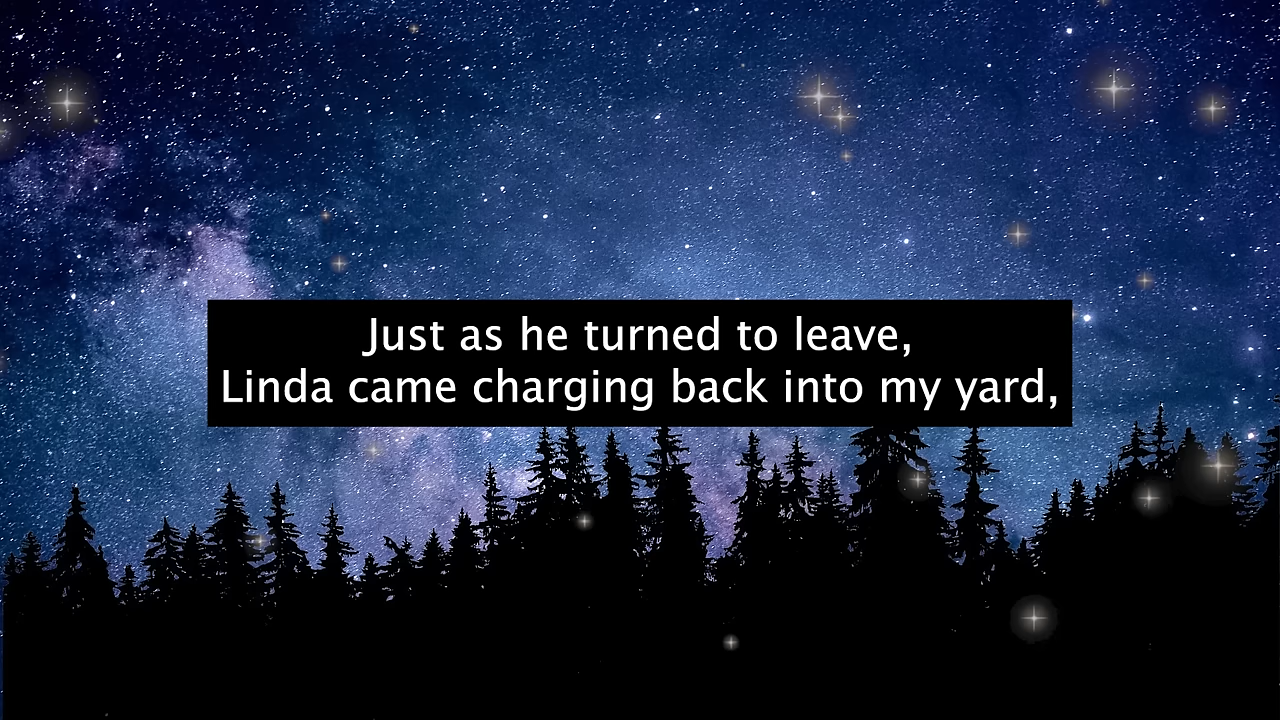 Just as he turned to leave,
Linda came charging back into my yard,